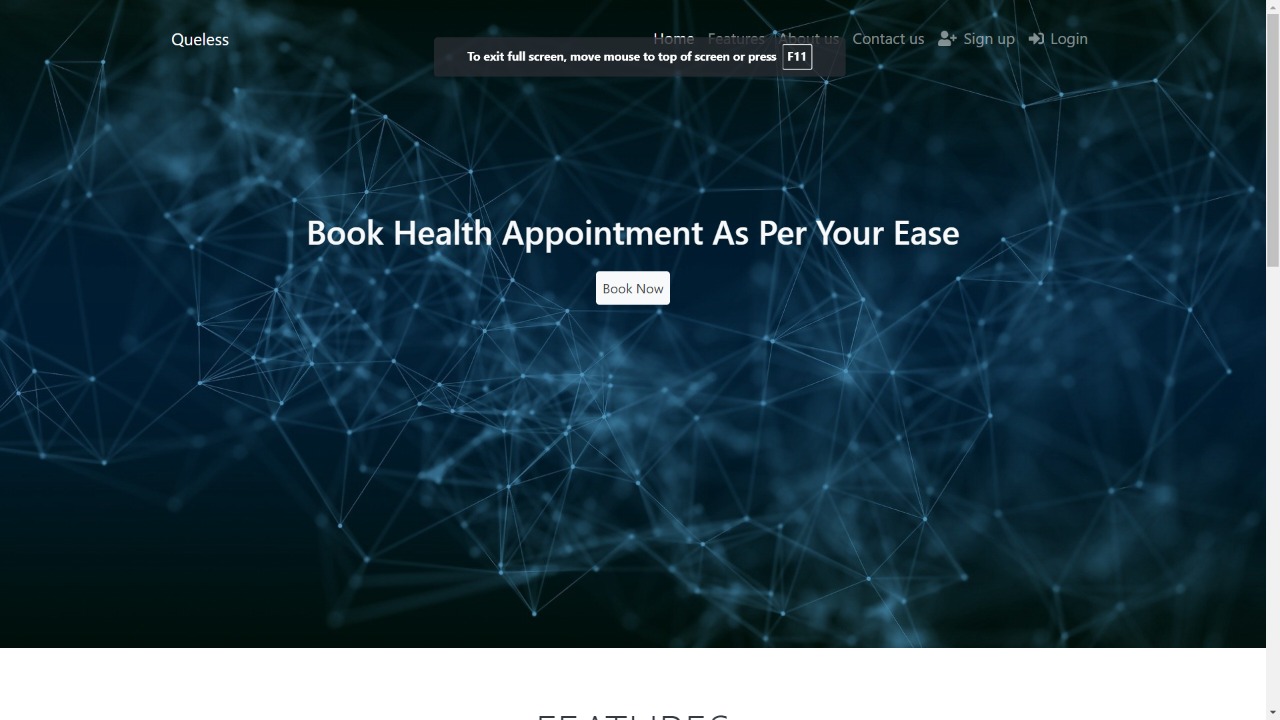 Queless
Home Features About us Contact us Sign up Login
To exit full screen, move mouse to top of screen or press F11
Book Health Appointment As Per Your Ease
Book Now
FEATURES